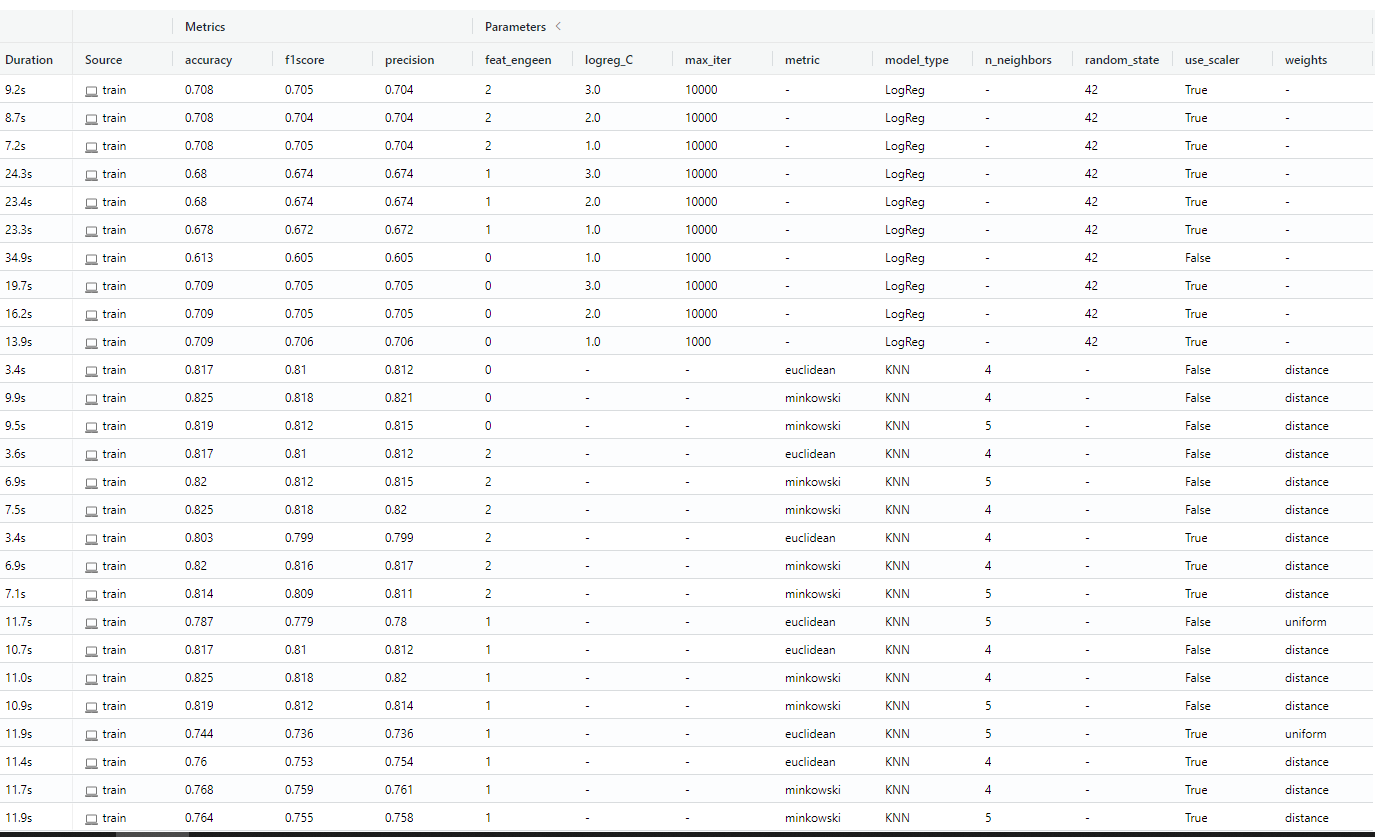 Metrics Parameters <
Duration Source accuracy f1score precision feat_engeen logreg_C max_iter metric model_type n_neighbors random_state use_scaler weights
9.2s train 0.708 0.705 0.704 2 3.0 10000 - LogReg - 42 True -
8.7s train 0.708 0.704 0.704 2 2.0 10000 - LogReg - 42 True -
7.2s train 0.708 0.705 0.704 2 1.0 10000 - LogReg - 42 True -
24.3s train 0.68 0.674 0.674 1 3.0 10000 - LogReg - 42 True -
23.4s train 0.68 0.674 0.674 1 2.0 10000 - LogReg - 42 True -
23.3s train 0.678 0.672 0.672 1 1.0 10000 - LogReg - 42 True -
34.9s train 0.613 0.605 0.605 0 1.0 1000 - LogReg - 42 False -
19.7s train 0.709 0.705 0.705 0 3.0 10000 - LogReg - 42 True -
16.2s train 0.709 0.705 0.705 0 2.0 10000 - LogReg - 42 True -
13.9s train 0.709 0.706 0.706 0 1.0 1000 - LogReg - 42 True -
3.4s train 0.817 0.81 0.812 0 - - euclidean KNN 4 - False distance
9.9s train 0.825 0.818 0.821 0 - - minkowski KNN 4 - False distance
9.5s train 0.819 0.812 0.815 0 - - minkowski KNN 5 - False distance
3.6s train 0.817 0.81 0.812 2 - - euclidean KNN 4 - False distance
6.9s train 0.82 0.812 0.815 2 - - minkowski KNN 5 - False distance
7.5s train 0.825 0.818 0.82 2 - - minkowski KNN 4 - False distance
3.4s train 0.803 0.799 0.799 2 - - euclidean KNN 4 - True distance
6.9s train 0.82 0.816 0.817 2 - - minkowski KNN 4 - True distance
7.1s train 0.814 0.809 0.811 2 - - minkowski KNN 5 - True distance
11.7s train 0.787 0.779 0.78 1 - - euclidean KNN 5 - False uniform
10.7s train 0.817 0.81 0.812 1 - - euclidean KNN 4 - False distance
11.0s train 0.825 0.818 0.82 1 - - minkowski KNN 4 - False distance
10.9s train 0.819 0.812 0.814 1 - - minkowski KNN 5 - False distance
11.9s train 0.744 0.736 0.736 1 - - euclidean KNN 5 - True uniform
11.4s train 0.76 0.753 0.754 1 - - euclidean KNN 4 - True distance
11.7s train 0.768 0.759 0.761 1 - - minkowski KNN 4 - True distance
11.9s train 0.764 0.755 0.758 1 - - minkowski KNN 5 - True distance